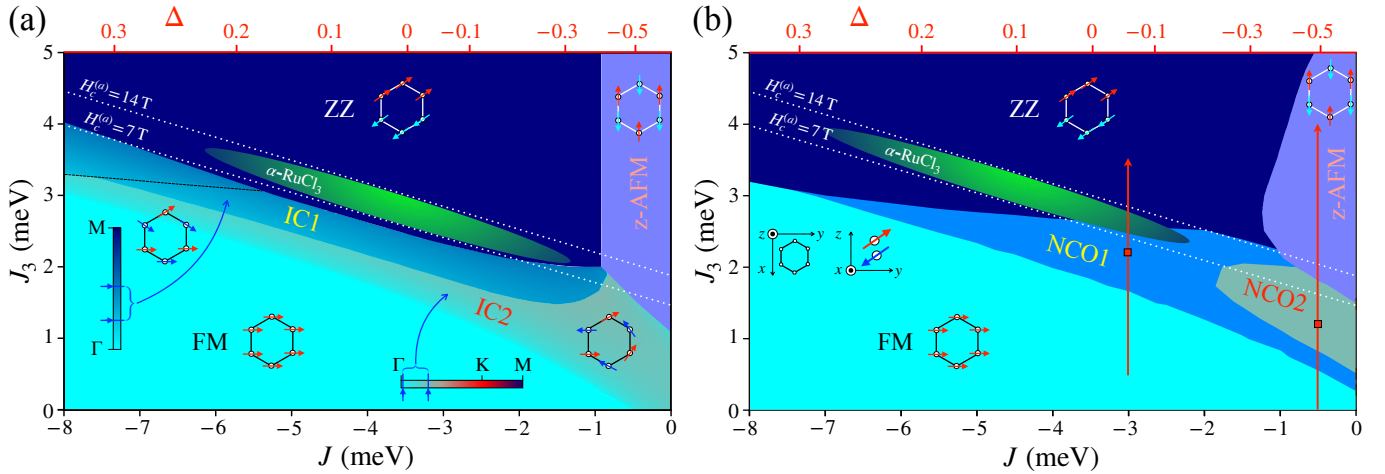 (a)
Δ
0.3 0.2 0.1 0 −0.1 −0.3 −0.5
5
4
3
2
1
0
J₃ (meV)
H_c^(a) = 14 T
H_c^(a) = 7 T
ZZ
z-AFM
α-RuCl₃
IC1
IC2
FM
M
Γ
Γ K M
−8 −7 −6 −5 −4 −3 −2 −1 0
J (meV)
(b)
Δ
0.3 0.2 0.1 0 −0.1 −0.3 −0.5
5
4
3
2
1
0
J₃ (meV)
H_c^(a) = 14 T
H_c^(a) = 7 T
ZZ
z-AFM
α-RuCl₃
z y
x
z
x y
NCO1
NCO2
FM
−8 −7 −6 −5 −4 −3 −2 −1 0
J (meV)